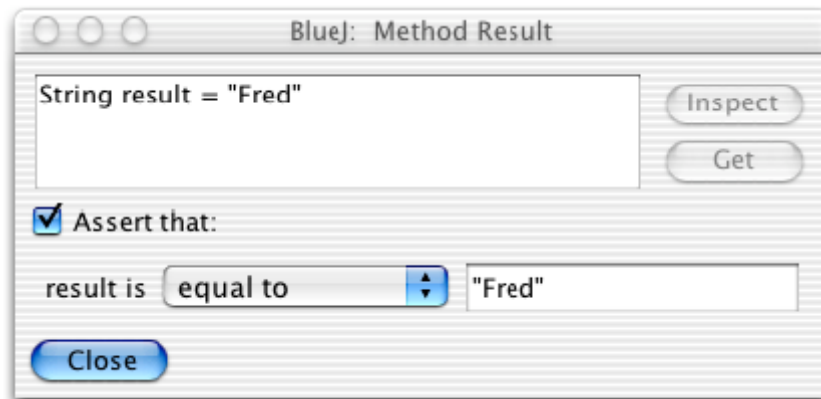 BlueJ: Method Result
String result = "Fred"
Inspect
Get
Assert that:
result is equal to "Fred"
Close